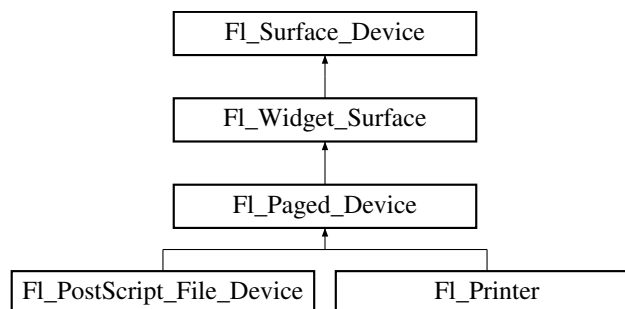 Fl_Surface_Device
Fl_Widget_Surface
Fl_Paged_Device
Fl_PostScript_File_Device
Fl_Printer